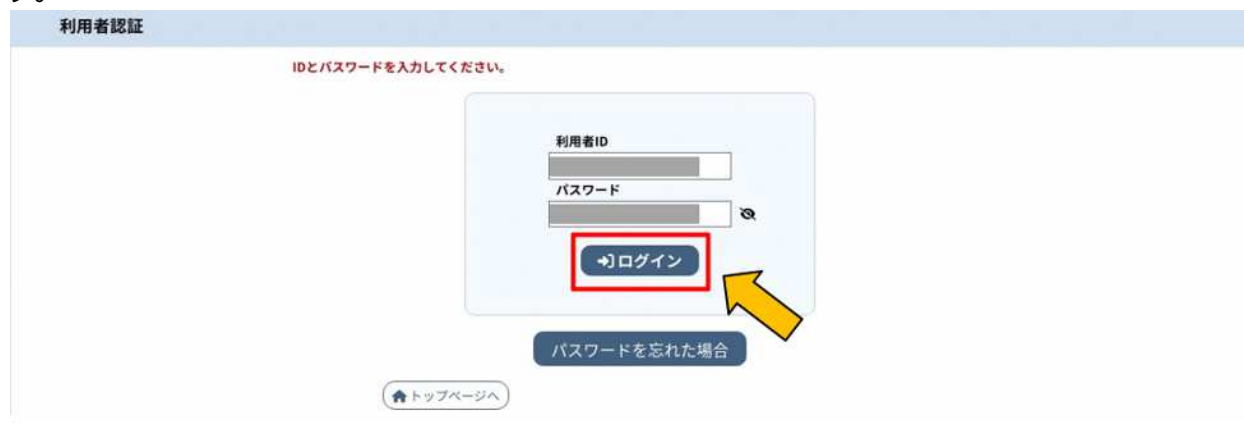 す。
利用者認証
IDとパスワードを入力してください。
利用者ID
パスワード
ログイン
パスワードを忘れた場合
トップページへ